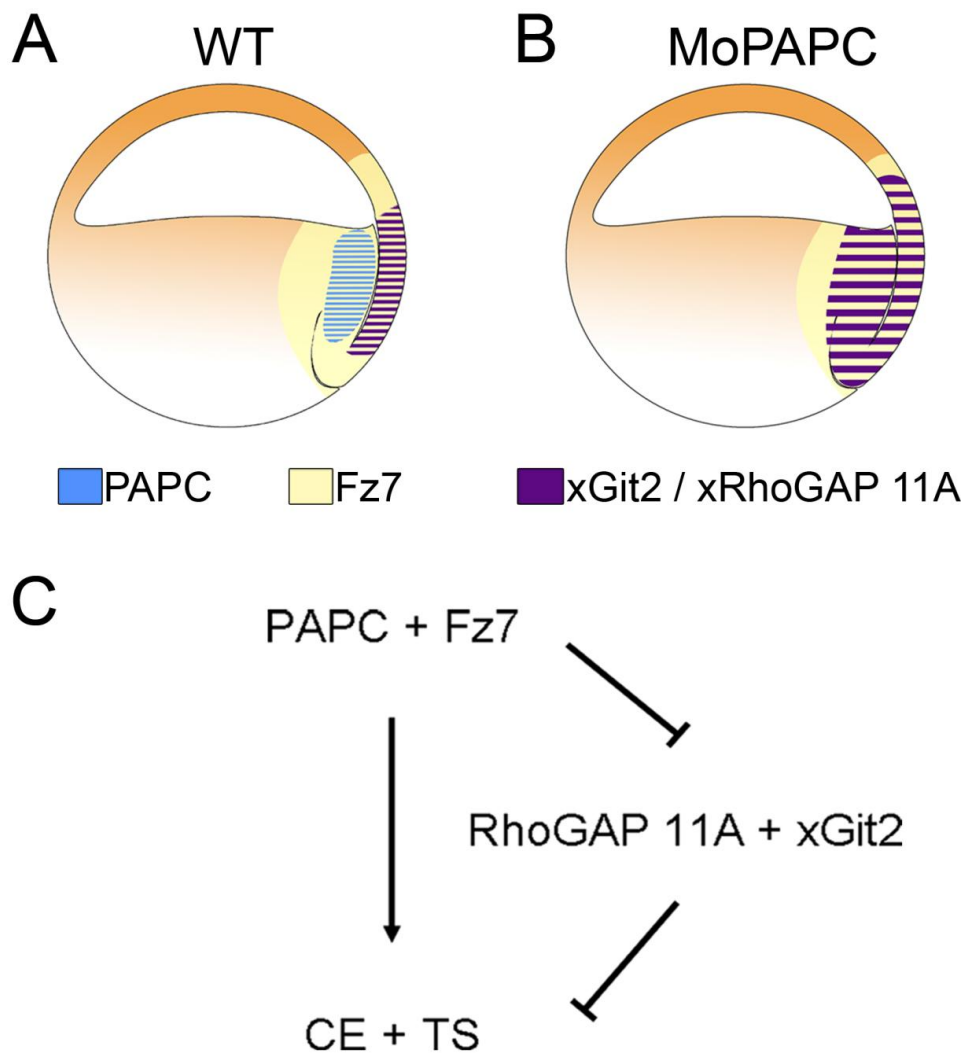 A
WT
B
MoPAPC
PAPC
Fz7
xGit2 / xRhoGAP 11A
C
PAPC + Fz7
RhoGAP 11A + xGit2
CE + TS